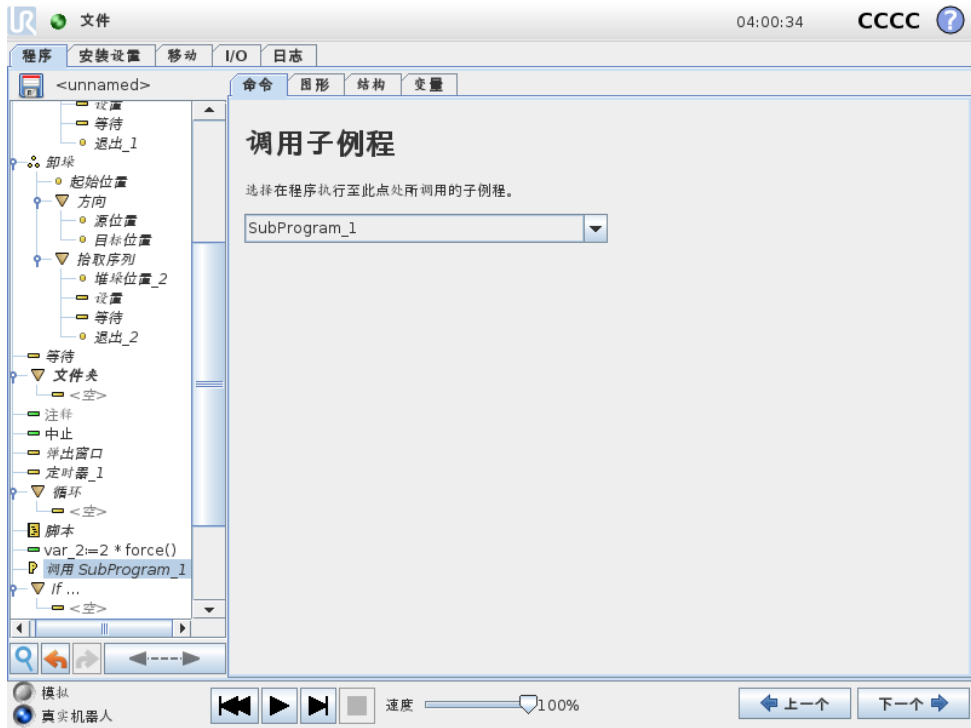 UR 文件 04:00:34 CCCC ?
程序 安装设置 移动 I/O 日志
<unnamed>
命令 图形 结构 变量
设置
等待
退出_1
卸垛
起始位置
方向
源位置
目标位置
拾取序列
堆垛位置_2
设置
等待
退出_2
等待
文件夹
<空>
注释
中止
弹出窗口
定时器_1
循环
<空>
脚本
var_2:=2 * force()
调用 SubProgram_1
If ...
<空>
调用子例程
选择在程序执行至此点处所调用的子例程。
SubProgram_1
模拟
真实机器人
速度 100%
上一个 下一个